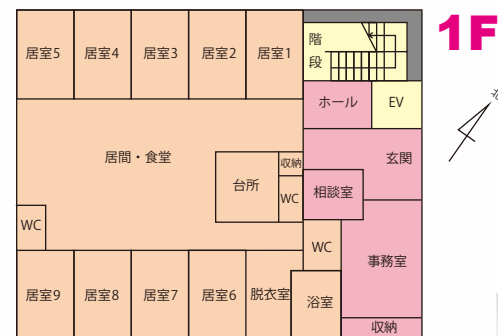 1F
居室5
居室4
居室3
居室2
居室1
階
段
ホール
EV
北
居間・食堂
玄関
収納
台所
WC
相談室
WC
WC
事務室
居室9
居室8
居室7
居室6
脱衣室
浴室
収納